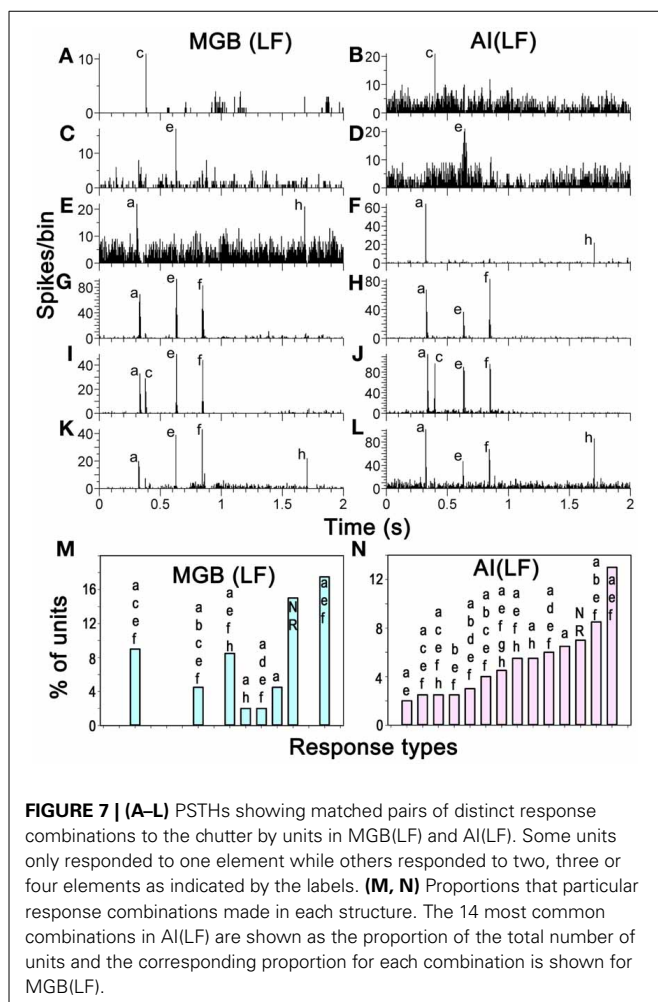 MGB (LF) AI(LF)
A 10 5 0 c
B 20 10 0 c
C 15 10 5 0 e
D 20 10 0 e
E 20 10 0 a h
F 60 40 20 0 a h
Spikes/bin
G 80 40 0 a e f
H 80 40 0 a e f
I 40 20 0 a c e f
J 80 40 0 a c e f
K 40 20 0 a e f h
L 80 40 0 a e f h
0 0.5 1 1.5 2 0 0.5 1 1.5 2
Time (s)
M MGB (LF)
N AI(LF)
% of units
16 12 8 4 0
a c e f
a b c e f
a e f h
a h
a d e f
a
NR
a e f
12 8 4 0
a e
a c e f
a c e f h
b e f
a b d e f
a b c e f
a e f g h
a e f h
a h
a d e f
a
NR
a b e f
a e f
Response types
FIGURE 7 | (A–L) PSTHs showing matched pairs of distinct response
combinations to the chutter by units in MGB(LF) and AI(LF). Some units
only responded to one element while others responded to two, three or
four elements as indicated by the labels. (M, N) Proportions that particular
response combinations made in each structure. The 14 most common
combinations in AI(LF) are shown as the proportion of the total number of
units and the corresponding proportion for each combination is shown for
MGB(LF).